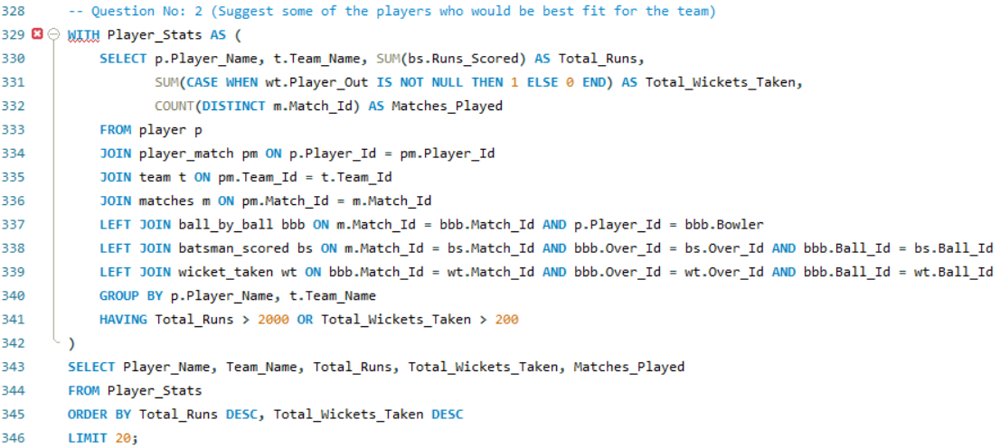 328 -- Question No: 2 (Suggest some of the players who would be best fit for the team)
329 WITH Player_Stats AS (
330 SELECT p.Player_Name, t.Team_Name, SUM(bs.Runs_Scored) AS Total_Runs,
331 SUM(CASE WHEN wt.Player_Out IS NOT NULL THEN 1 ELSE 0 END) AS Total_Wickets_Taken,
332 COUNT(DISTINCT m.Match_Id) AS Matches_Played
333 FROM player p
334 JOIN player_match pm ON p.Player_Id = pm.Player_Id
335 JOIN team t ON pm.Team_Id = t.Team_Id
336 JOIN matches m ON pm.Match_Id = m.Match_Id
337 LEFT JOIN ball_by_ball bbb ON m.Match_Id = bbb.Match_Id AND p.Player_Id = bbb.Bowler
338 LEFT JOIN batsman_scored bs ON m.Match_Id = bs.Match_Id AND bbb.Over_Id = bs.Over_Id AND bbb.Ball_Id = bs.Ball_Id
339 LEFT JOIN wicket_taken wt ON bbb.Match_Id = wt.Match_Id AND bbb.Over_Id = wt.Over_Id AND bbb.Ball_Id = wt.Ball_Id
340 GROUP BY p.Player_Name, t.Team_Name
341 HAVING Total_Runs > 2000 OR Total_Wickets_Taken > 200
342 )
343 SELECT Player_Name, Team_Name, Total_Runs, Total_Wickets_Taken, Matches_Played
344 FROM Player_Stats
345 ORDER BY Total_Runs DESC, Total_Wickets_Taken DESC
346 LIMIT 20;